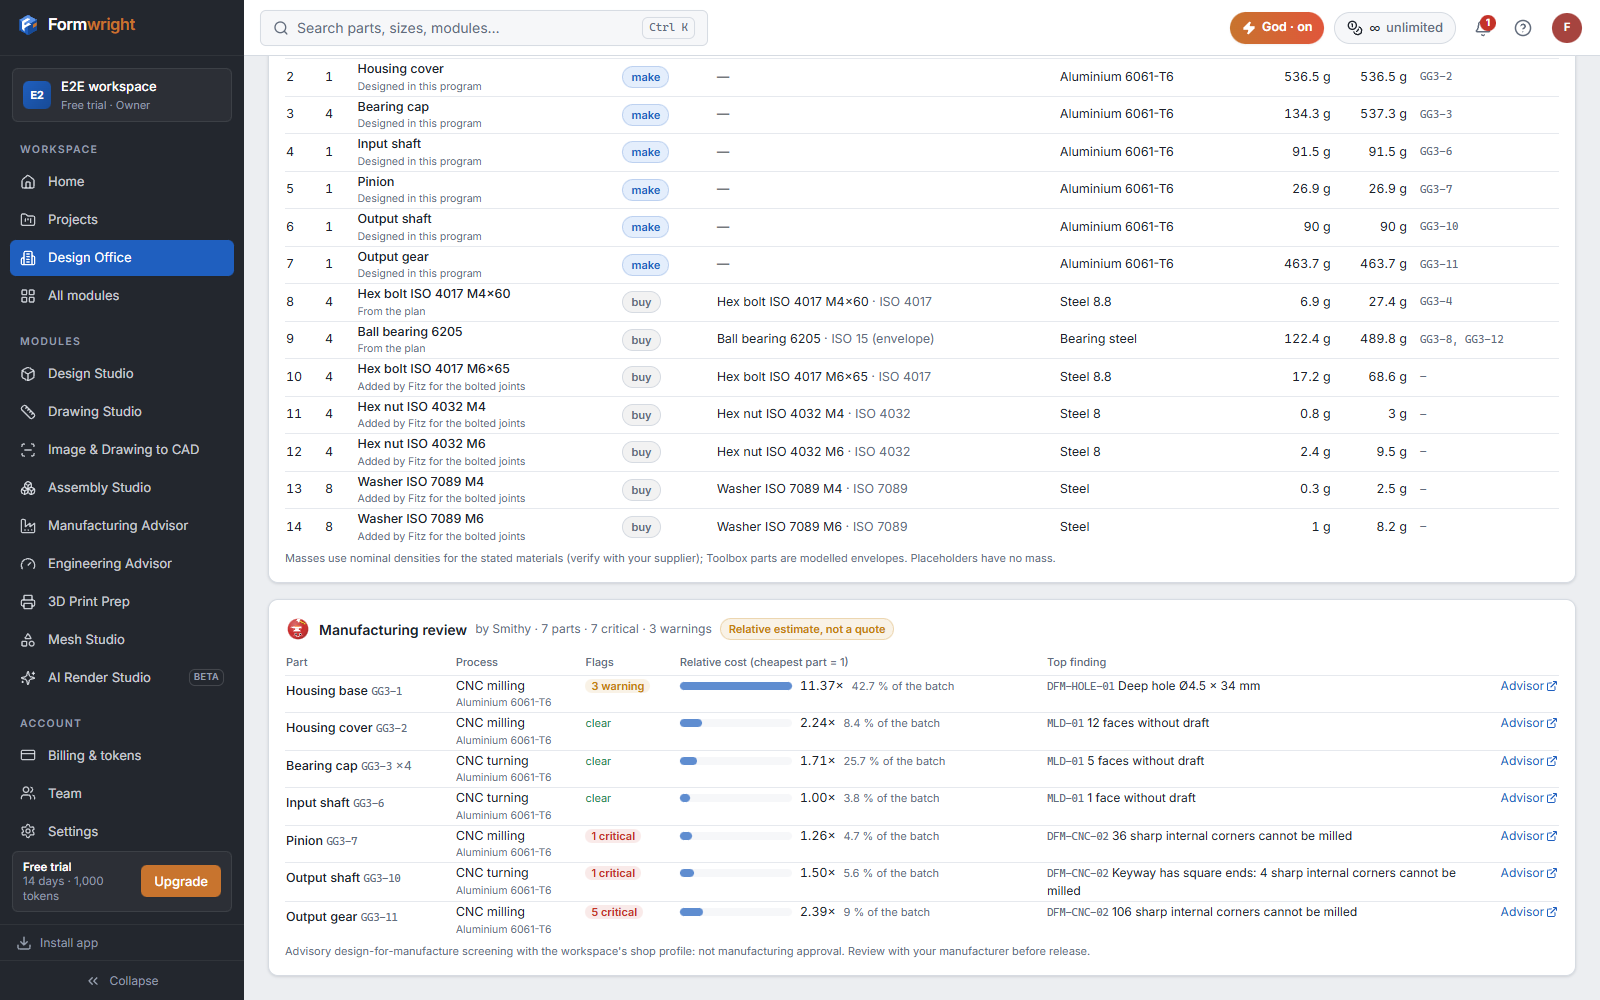 Formwright
Search parts, sizes, modules...
Ctrl K
God · on
∞ unlimited
1
F
E2
E2E workspace
Free trial · Owner
WORKSPACE
Home
Projects
Design Office
All modules
MODULES
Design Studio
Drawing Studio
Image & Drawing to CAD
Assembly Studio
Manufacturing Advisor
Engineering Advisor
3D Print Prep
Mesh Studio
AI Render Studio BETA
ACCOUNT
Billing & tokens
Team
Settings
Free trial
14 days · 1,000 tokens
Upgrade
Install app
Collapse
2 1 Housing cover make — Aluminium 6061-T6 536.5 g 536.5 g GG3-2
Designed in this program
3 4 Bearing cap make — Aluminium 6061-T6 134.3 g 537.3 g GG3-3
Designed in this program
4 1 Input shaft make — Aluminium 6061-T6 91.5 g 91.5 g GG3-6
Designed in this program
5 1 Pinion make — Aluminium 6061-T6 26.9 g 26.9 g GG3-7
Designed in this program
6 1 Output shaft make — Aluminium 6061-T6 90 g 90 g GG3-10
Designed in this program
7 1 Output gear make — Aluminium 6061-T6 463.7 g 463.7 g GG3-11
Designed in this program
8 4 Hex bolt ISO 4017 M4×60 buy Hex bolt ISO 4017 M4×60 · ISO 4017 Steel 8.8 6.9 g 27.4 g GG3-4
From the plan
9 4 Ball bearing 6205 buy Ball bearing 6205 · ISO 15 (envelope) Bearing steel 122.4 g 489.8 g GG3-8, GG3-12
From the plan
10 4 Hex bolt ISO 4017 M6×65 buy Hex bolt ISO 4017 M6×65 · ISO 4017 Steel 8.8 17.2 g 68.6 g –
Added by Fitz for the bolted joints
11 4 Hex nut ISO 4032 M4 buy Hex nut ISO 4032 M4 · ISO 4032 Steel 8 0.8 g 3 g –
Added by Fitz for the bolted joints
12 4 Hex nut ISO 4032 M6 buy Hex nut ISO 4032 M6 · ISO 4032 Steel 8 2.4 g 9.5 g –
Added by Fitz for the bolted joints
13 8 Washer ISO 7089 M4 buy Washer ISO 7089 M4 · ISO 7089 Steel 0.3 g 2.5 g –
Added by Fitz for the bolted joints
14 8 Washer ISO 7089 M6 buy Washer ISO 7089 M6 · ISO 7089 Steel 1 g 8.2 g –
Added by Fitz for the bolted joints
Masses use nominal densities for the stated materials (verify with your supplier); Toolbox parts are modelled envelopes. Placeholders have no mass.
Manufacturing review by Smithy · 7 parts · 7 critical · 3 warnings Relative estimate, not a quote
Part Process Flags Relative cost (cheapest part = 1) Top finding
Housing base GG3-1 CNC milling 3 warning 11.37× 42.7 % of the batch DFM-HOLE-01 Deep hole Ø4.5 × 34 mm Advisor
Aluminium 6061-T6
Housing cover GG3-2 CNC milling clear 2.24× 8.4 % of the batch MLD-01 12 faces without draft Advisor
Aluminium 6061-T6
Bearing cap GG3-3 ×4 CNC turning clear 1.71× 25.7 % of the batch MLD-01 5 faces without draft Advisor
Aluminium 6061-T6
Input shaft GG3-6 CNC turning clear 1.00× 3.8 % of the batch MLD-01 1 face without draft Advisor
Aluminium 6061-T6
Pinion GG3-7 CNC milling 1 critical 1.26× 4.7 % of the batch DFM-CNC-02 36 sharp internal corners cannot be milled Advisor
Aluminium 6061-T6
Output shaft GG3-10 CNC turning 1 critical 1.50× 5.6 % of the batch DFM-CNC-02 Keyway has square ends: 4 sharp internal corners cannot be milled Advisor
Aluminium 6061-T6
Output gear GG3-11 CNC milling 5 critical 2.39× 9 % of the batch DFM-CNC-02 106 sharp internal corners cannot be milled Advisor
Aluminium 6061-T6
Advisory design-for-manufacture screening with the workspace's shop profile: not manufacturing approval. Review with your manufacturer before release.